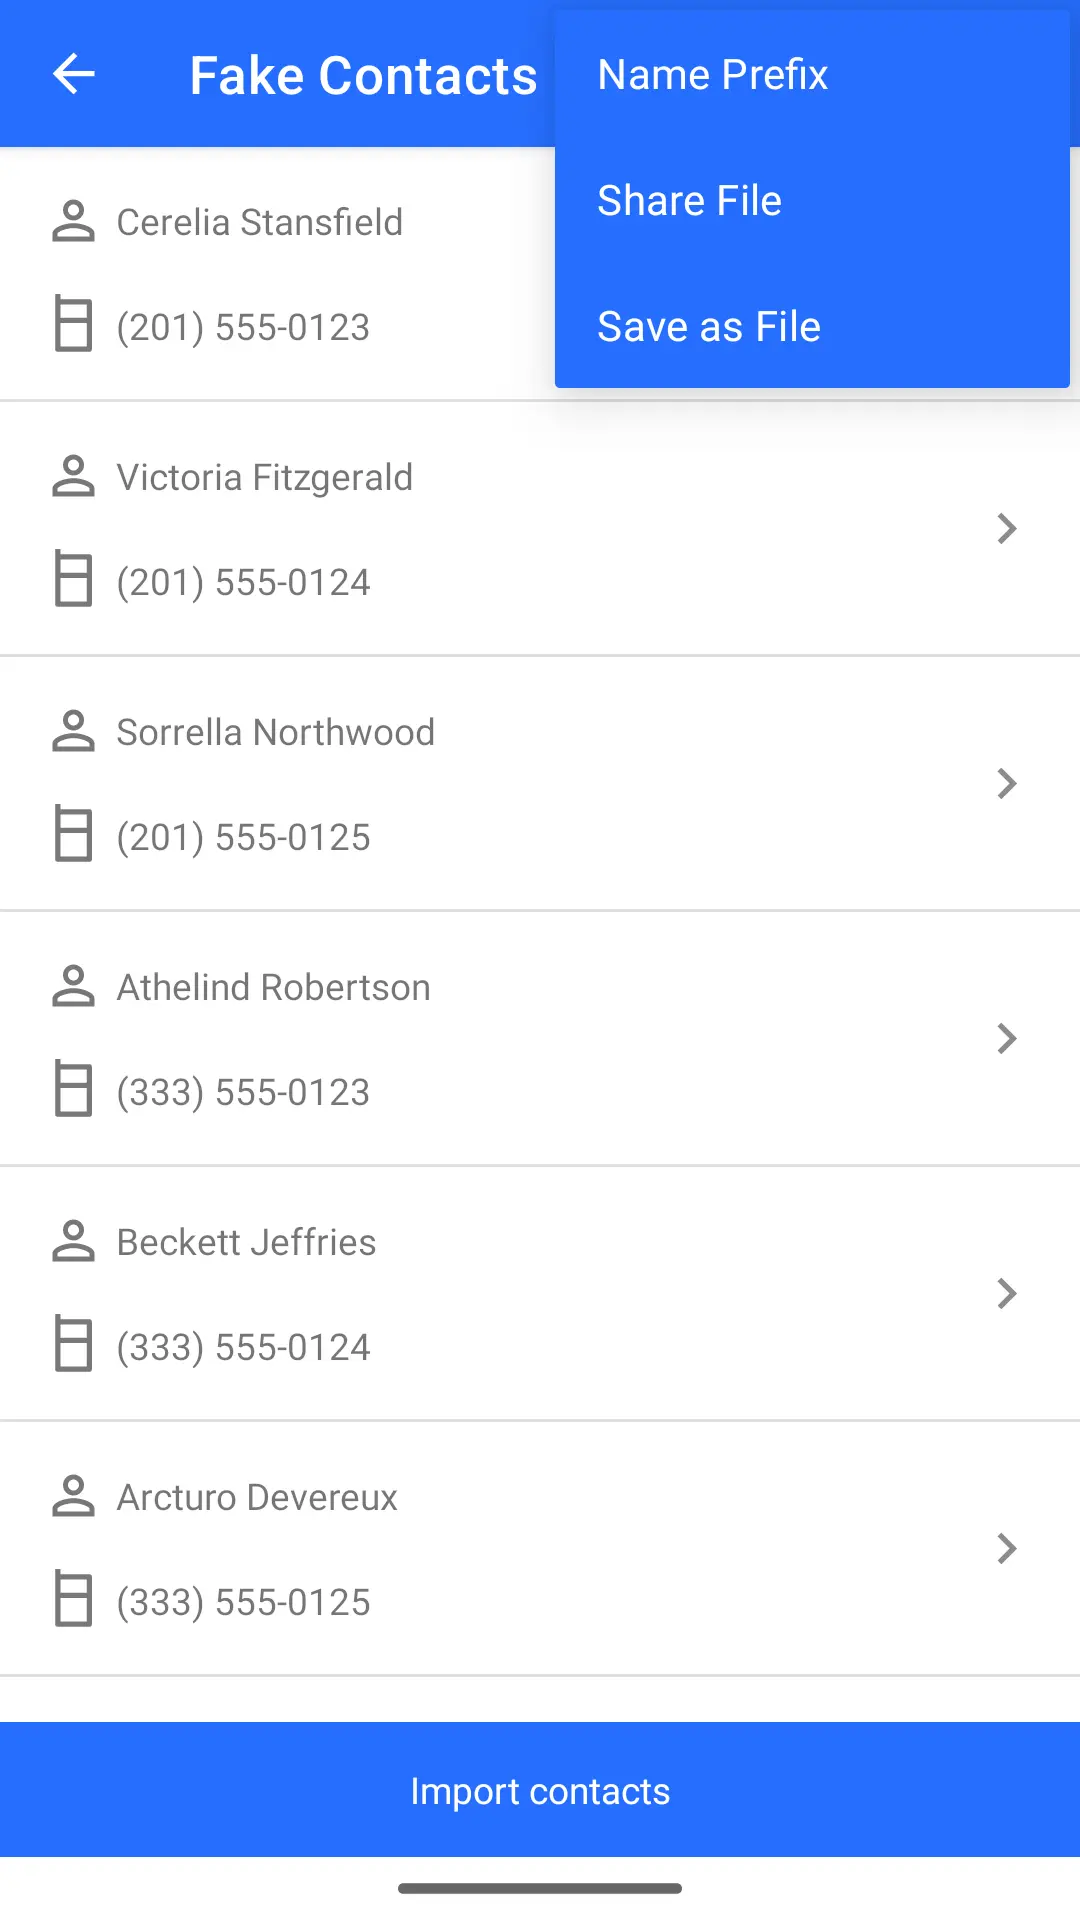 Fake Contacts
Name Prefix
Share File
Save as File
Cerelia Stansfield
(201) 555-0123
Victoria Fitzgerald
(201) 555-0124
Sorrella Northwood
(201) 555-0125
Athelind Robertson
(333) 555-0123
Beckett Jeffries
(333) 555-0124
Arcturo Devereux
(333) 555-0125
Import contacts